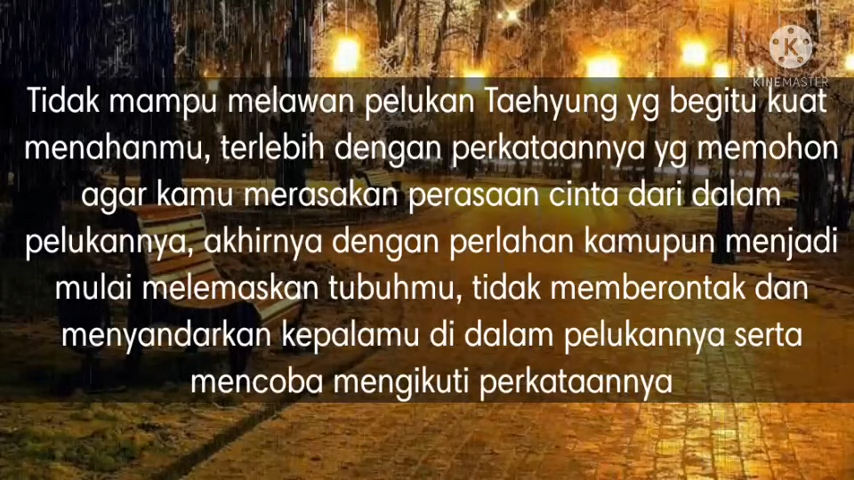 KINEMASTER
Tidak mampu melawan pelukan Taehyung yg begitu kuat
menahanmu, terlebih dengan perkataannya yg memohon
agar kamu merasakan perasaan cinta dari dalam
pelukannya, akhirnya dengan perlahan kamupun menjadi
mulai melemaskan tubuhmu, tidak memberontak dan
menyandarkan kepalamu di dalam pelukannya serta
mencoba mengikuti perkataannya